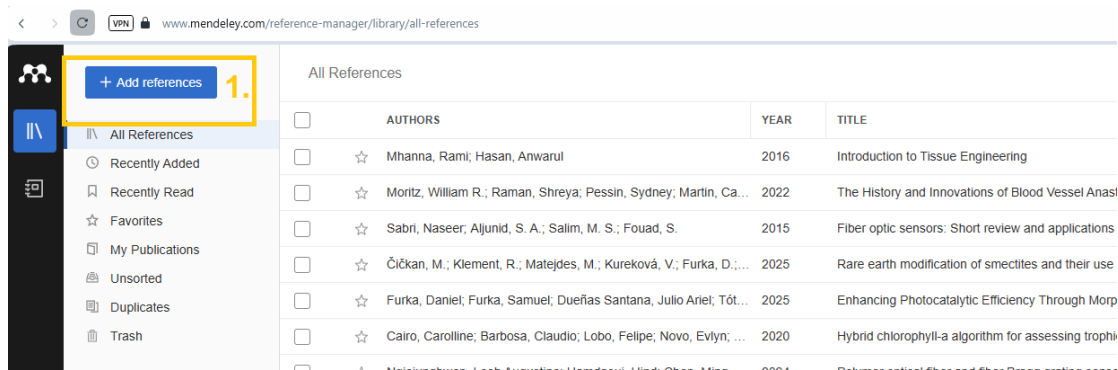 VPN www.mendeley.com/reference-manager/library/all-references
+ Add references
1.
All References
Recently Added
Recently Read
Favorites
My Publications
Unsorted
Duplicates
Trash
All References
AUTHORS YEAR TITLE
Mhanna, Rami; Hasan, Anwarul 2016 Introduction to Tissue Engineering
Moritz, William R.; Raman, Shreya; Pessin, Sydney; Martin, Ca... 2022 The History and Innovations of Blood Vessel Anast
Sabri, Naseer; Aljunid, S. A.; Salim, M. S.; Fouad, S. 2015 Fiber optic sensors: Short review and applications
Čičkan, M.; Klement, R.; Matejdes, M.; Kureková, V.; Furka, D.;... 2025 Rare earth modification of smectites and their use
Furka, Daniel; Furka, Samuel; Dueñas Santana, Julio Ariel; Tót... 2025 Enhancing Photocatalytic Efficiency Through Morp
Cairo, Carolline; Barbosa, Claudio; Lobo, Felipe; Novo, Evlyn; ... 2020 Hybrid chlorophyll-a algorithm for assessing trophi